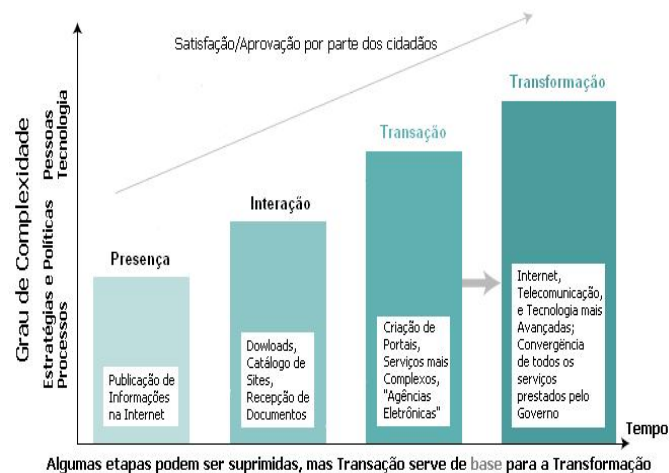 Satisfação/Aprovação por parte dos cidadãos
Grau de Complexidade
Estratégias e Políticas Pessoas
Processos Tecnologia
Presença
Publicação de
Informações
na Internet
Interação
Dowloads,
Catálogo de
Sites,
Recepção de
Documentos
Transação
Criação de
Portais,
Serviços mais
Complexos,
"Agências
Eletrônicas"
Transformação
Internet,
Telecomunicação,
e Tecnologia mais
Avançadas;
Convergência
de todos os
serviços
prestados pelo
Governo
Tempo
Algumas etapas podem ser suprimidas, mas Transação serve de base para a Transformação